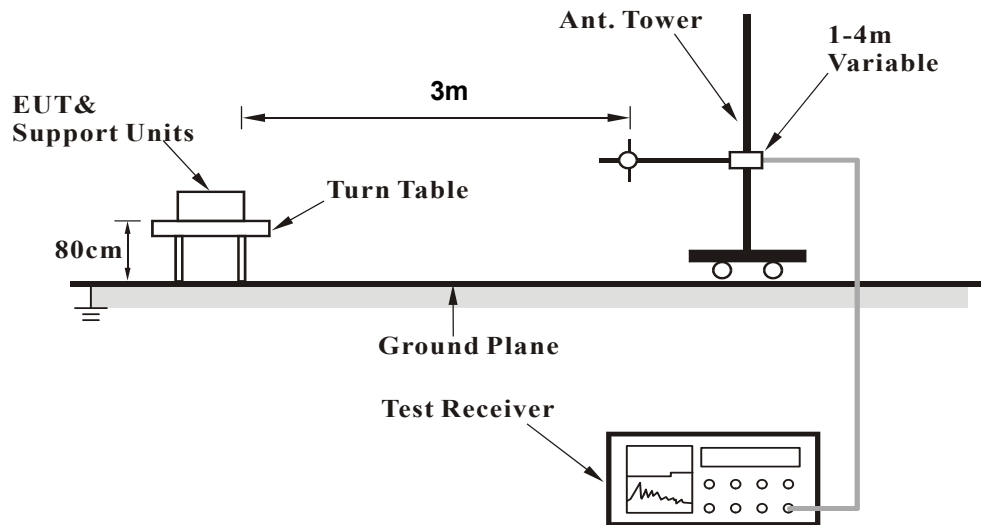 Ant. Tower
1-4m
Variable
3m
EUT&
Support Units
Turn Table
80cm
Ground Plane
Test Receiver